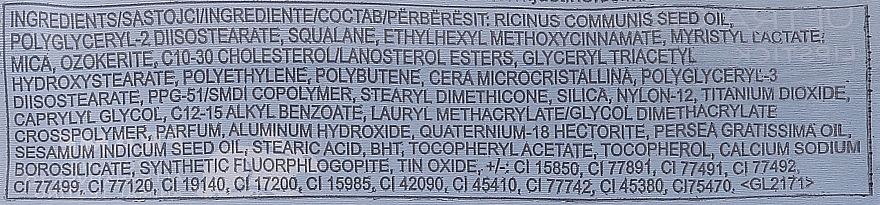 INGREDIENTS/SASTOJCI/INGREDIENTE/COCTAB/PËRBËRËSIT: RICINUS COMMUNIS SEED OIL,
POLYGLYCERYL-2 DIISOSTEARATE, SQUALANE, ETHYLHEXYL METHOXYCINNAMATE, MYRISTYL LACTATE,
MICA, OZOKERITE, C10-30 CHOLESTEROL/LANOSTEROL ESTERS, GLYCERYL TRIACETYL
HYDROXYSTEARATE, POLYETHYLENE, POLYBUTENE, CERA MICROCRISTALLINA, POLYGLYCERYL-3
DIISOSTEARATE, PPG-51/SMDI COPOLYMER, STEARYL DIMETHICONE, SILICA, NYLON-12, TITANIUM DIOXIDE,
CAPRYLYL GLYCOL, C12-15 ALKYL BENZOATE, LAURYL METHACRYLATE/GLYCOL DIMETHACRYLATE
CROSSPOLYMER, PARFUM, ALUMINUM HYDROXIDE, QUATERNIUM-18 HECTORITE, PERSEA GRATISSIMA OIL,
SESAMUM INDICUM SEED OIL, STEARIC ACID, BHT, TOCOPHERYL ACETATE, TOCOPHEROL, CALCIUM SODIUM
BOROSILICATE, SYNTHETIC FLUORPHLOGOPITE, TIN OXIDE, +/-: CI 15850, CI 77891, CI 77491, CI 77492,
CI 77499, CI 77120, CI 19140, CI 17200, CI 15985, CI 42090, CI 45410, CI 77742, CI 45380, CI75470. <GL2171>